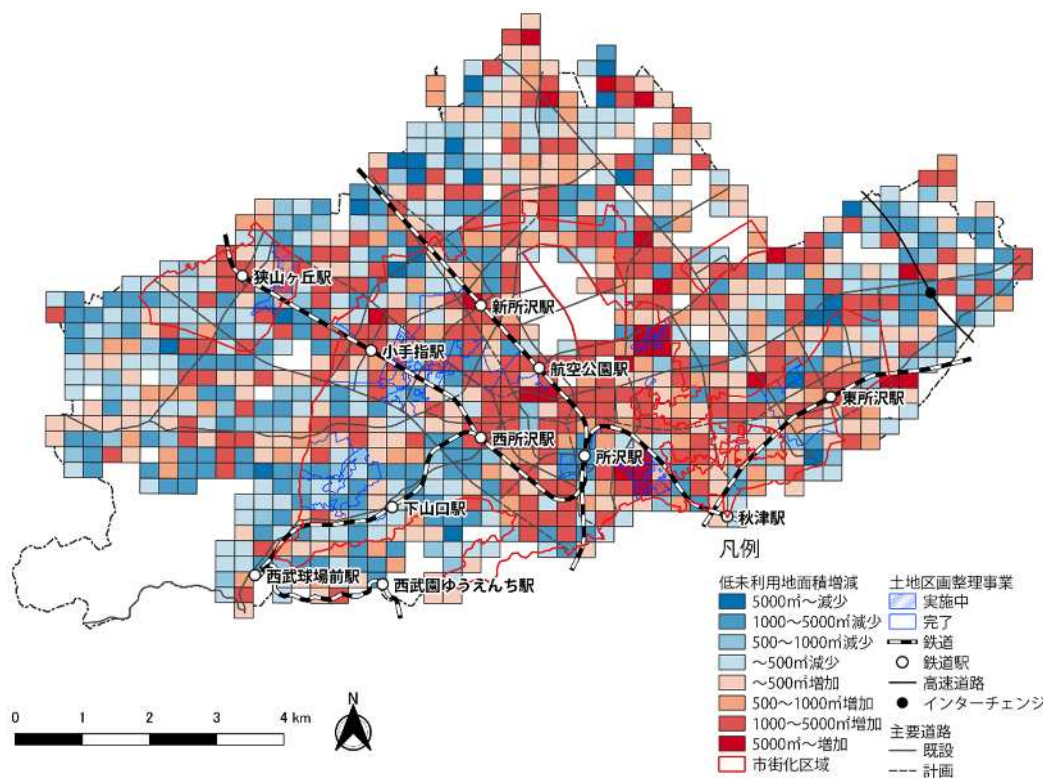 狭山ヶ丘駅
新所沢駅
小手指駅
航空公園駅
東所沢駅
西所沢駅
所沢駅
下山口駅
秋津駅
西武球場前駅
西武園ゆうえんち駅
凡例
低未利用地面積増減
5000㎡～減少
1000～5000㎡減少
500～1000㎡減少
～500㎡減少
～500㎡増加
500～1000㎡増加
1000～5000㎡増加
5000㎡～増加
市街化区域
土地区画整理事業
実施中
完了
鉄道
鉄道駅
高速道路
インターチェンジ
主要道路
既設
計画
0 1 2 3 4 km
N